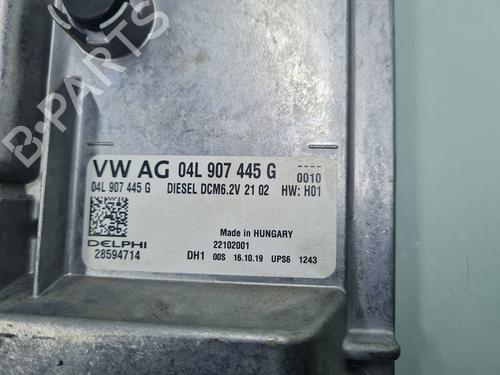 B-PARTS
VW AG 04L 907 445 G 0010
04L 907 445 G DIESEL DCM6.2V 21 02 HW: H01
Made in HUNGARY
DELPHI 22102001
28594714 DH1 00S 16.10.19 UPS6 1243